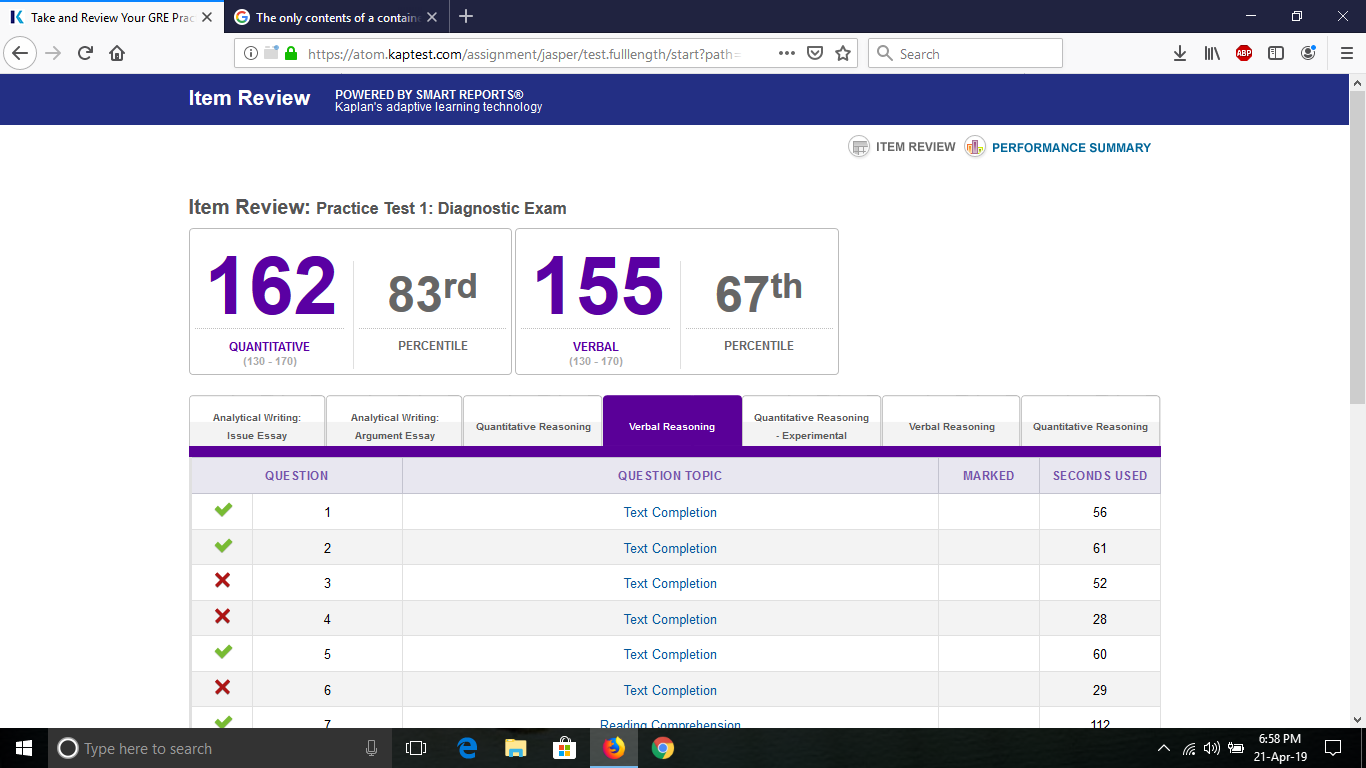 Take and Review Your GRE Prac
The only contents of a containe
https://atom.kaptest.com/assignment/jasper/test.fulllength/start?path=
Search
ABP
Item Review
POWERED BY SMART REPORTS®
Kaplan's adaptive learning technology
ITEM REVIEW
PERFORMANCE SUMMARY
Item Review: Practice Test 1: Diagnostic Exam
162
83rd
155
67th
QUANTITATIVE
(130 - 170)
PERCENTILE
VERBAL
(130 - 170)
PERCENTILE
Analytical Writing:
Issue Essay
Analytical Writing:
Argument Essay
Quantitative Reasoning
Verbal Reasoning
Quantitative Reasoning
- Experimental
Verbal Reasoning
Quantitative Reasoning
QUESTION QUESTION TOPIC MARKED SECONDS USED
1 Text Completion 56
2 Text Completion 61
3 Text Completion 52
4 Text Completion 28
5 Text Completion 60
6 Text Completion 29
7 Reading Comprehension 112
Type here to search
6:58 PM
21-Apr-19